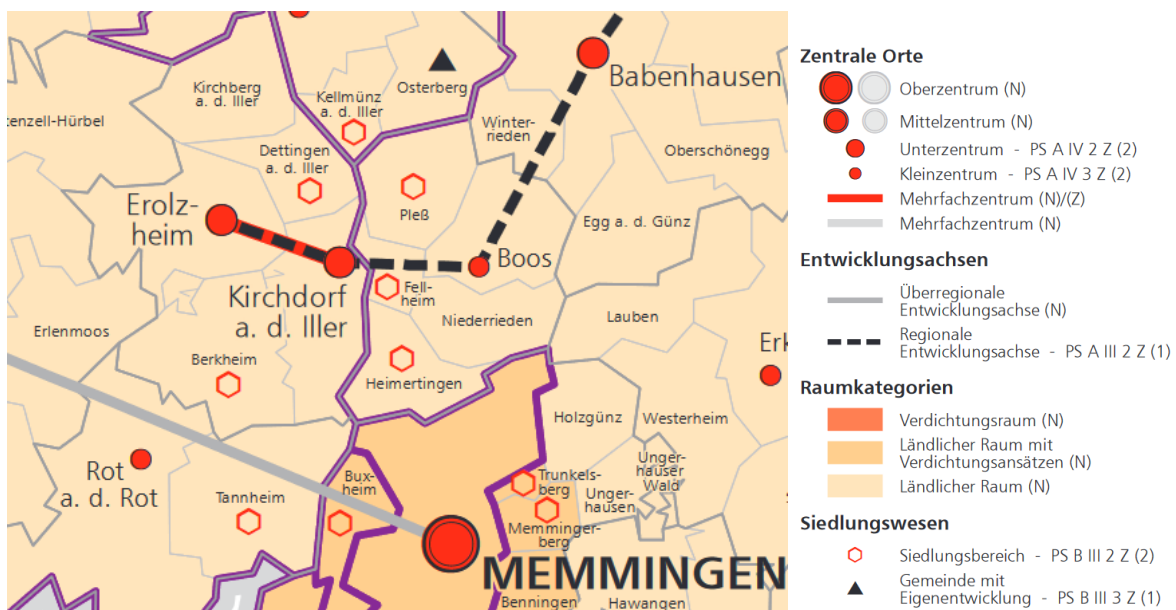 Kirchberg
a. d. Iller
Kellmünz
a. d. Iller
Osterberg
Babenhausen
tenzell-Hürbel
Winter-
rieden
Dettingen
a. d. Iller
Oberschönegg
Erolz-
heim
Pleß
Egg a. d. Günz
Boos
Kirchdorf
a. d. Iller
Fell-
heim
Niederrieden
Lauben
Erlenmoos
Erk
Berkheim
Heimertingen
Holzgünz
Westerheim
Rot
a. d. Rot
Bux-
heim
Trunkels-
berg
Unger-
hauser
Wald
Unger-
hausen
Tannheim
Memminger-
berg
MEMMINGEN
Benningen
Hawangen
Zentrale Orte
Oberzentrum (N)
Mittelzentrum (N)
Unterzentrum - PS A IV 2 Z (2)
Kleinzentrum - PS A IV 3 Z (2)
Mehrfachzentrum (N)/(Z)
Mehrfachzentrum (N)
Entwicklungsachsen
Überregionale
Entwicklungsachse (N)
Regionale
Entwicklungsachse - PS A III 2 Z (1)
Raumkategorien
Verdichtungsraum (N)
Ländlicher Raum mit
Verdichtungsansätzen (N)
Ländlicher Raum (N)
Siedlungswesen
Siedlungsbereich - PS B III 2 Z (2)
Gemeinde mit
Eigenentwicklung - PS B III 3 Z (1)